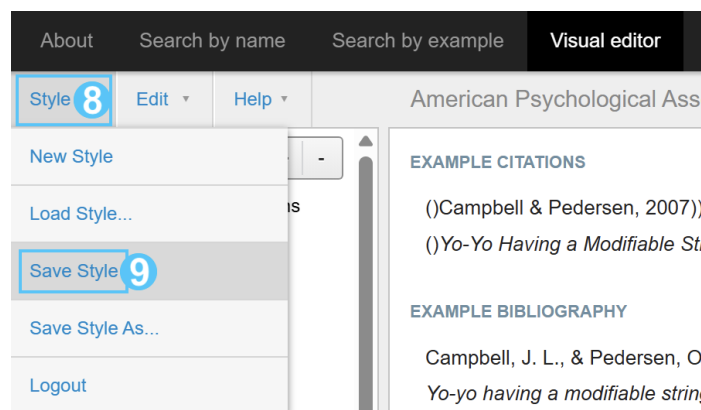 About Search by name Search by example Visual editor
Style 8 Edit Help American Psychological Ass
New Style
-
EXAMPLE CITATIONS
Load Style...
()Campbell & Pedersen, 2007))
()Yo-Yo Having a Modifiable St
Save Style 9
EXAMPLE BIBLIOGRAPHY
Save Style As...
Campbell, J. L., & Pedersen, O
Logout
Yo-yo having a modifiable string